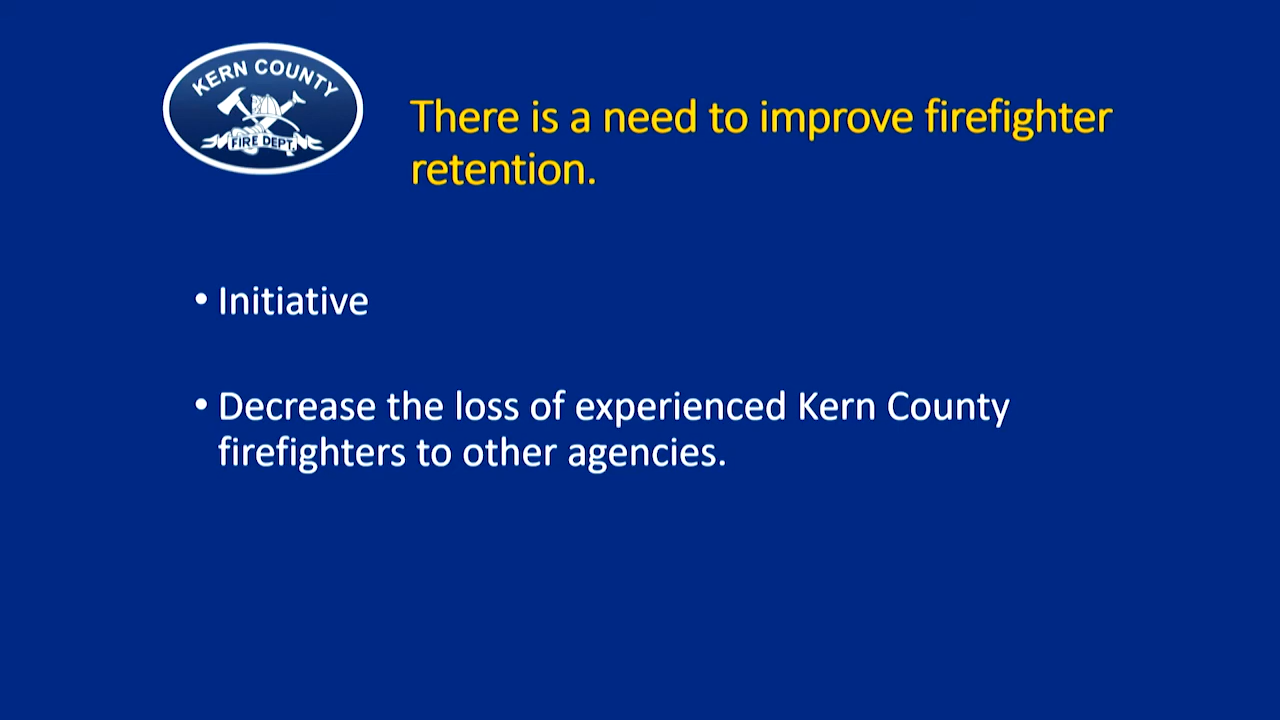 KERN COUNTY
FIRE DEPT.
There is a need to improve firefighter
retention.
• Initiative
• Decrease the loss of experienced Kern County
firefighters to other agencies.